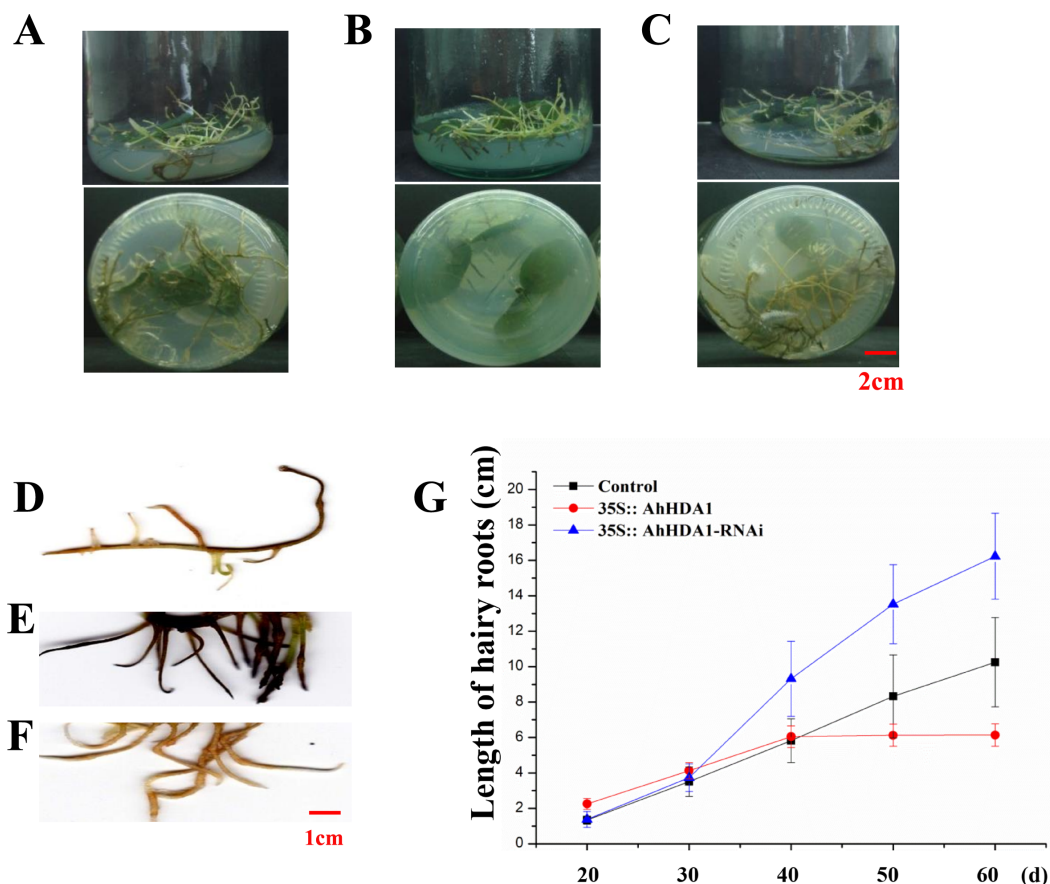 A
B
C
2cm
D
E
F
1cm
G
Length of hairy roots (cm)
Control
35S:: AhHDA1
35S:: AhHDA1-RNAi
20
18
16
14
12
10
8
6
4
2
0
20 30 40 50 60 (d)